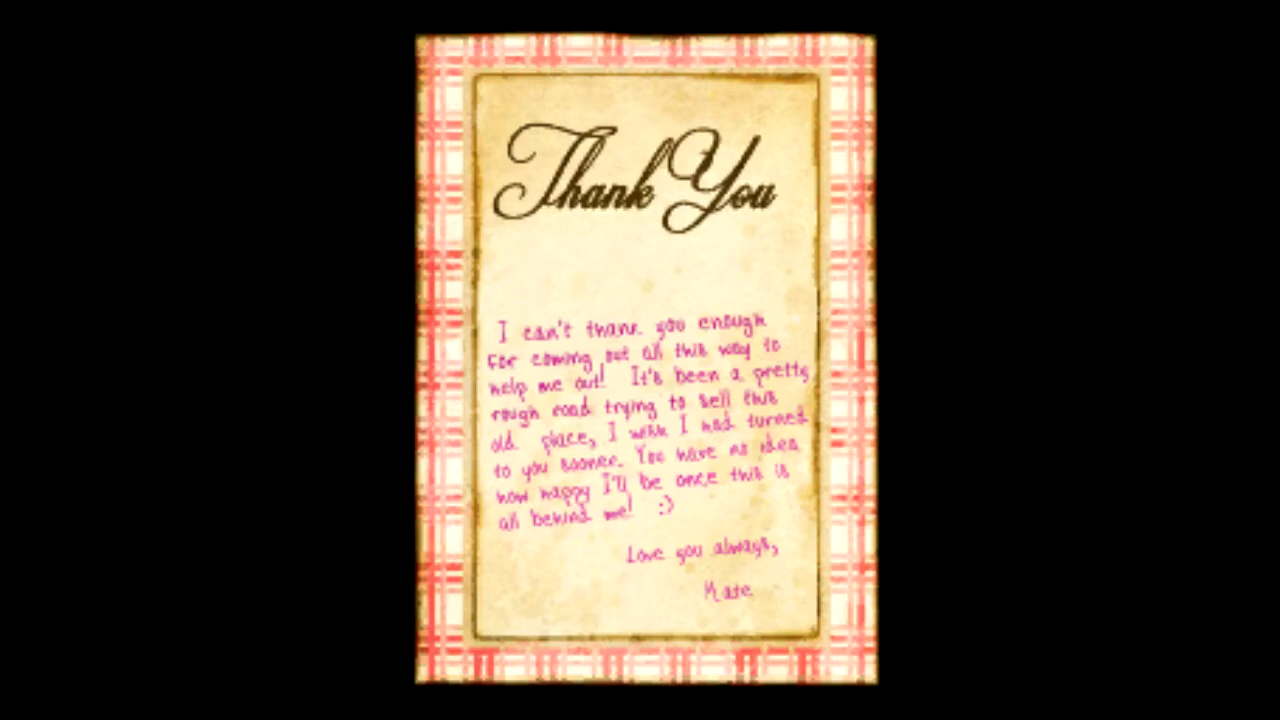 Thank You
I can't thank you enough
for coming out all this way to
help me out! It's been a pretty
rough road trying to sell this
old place, I wish I had turned
to you sooner. You have no idea
how happy I'll be once this is
all behind me! :)
Love you always,
Kate